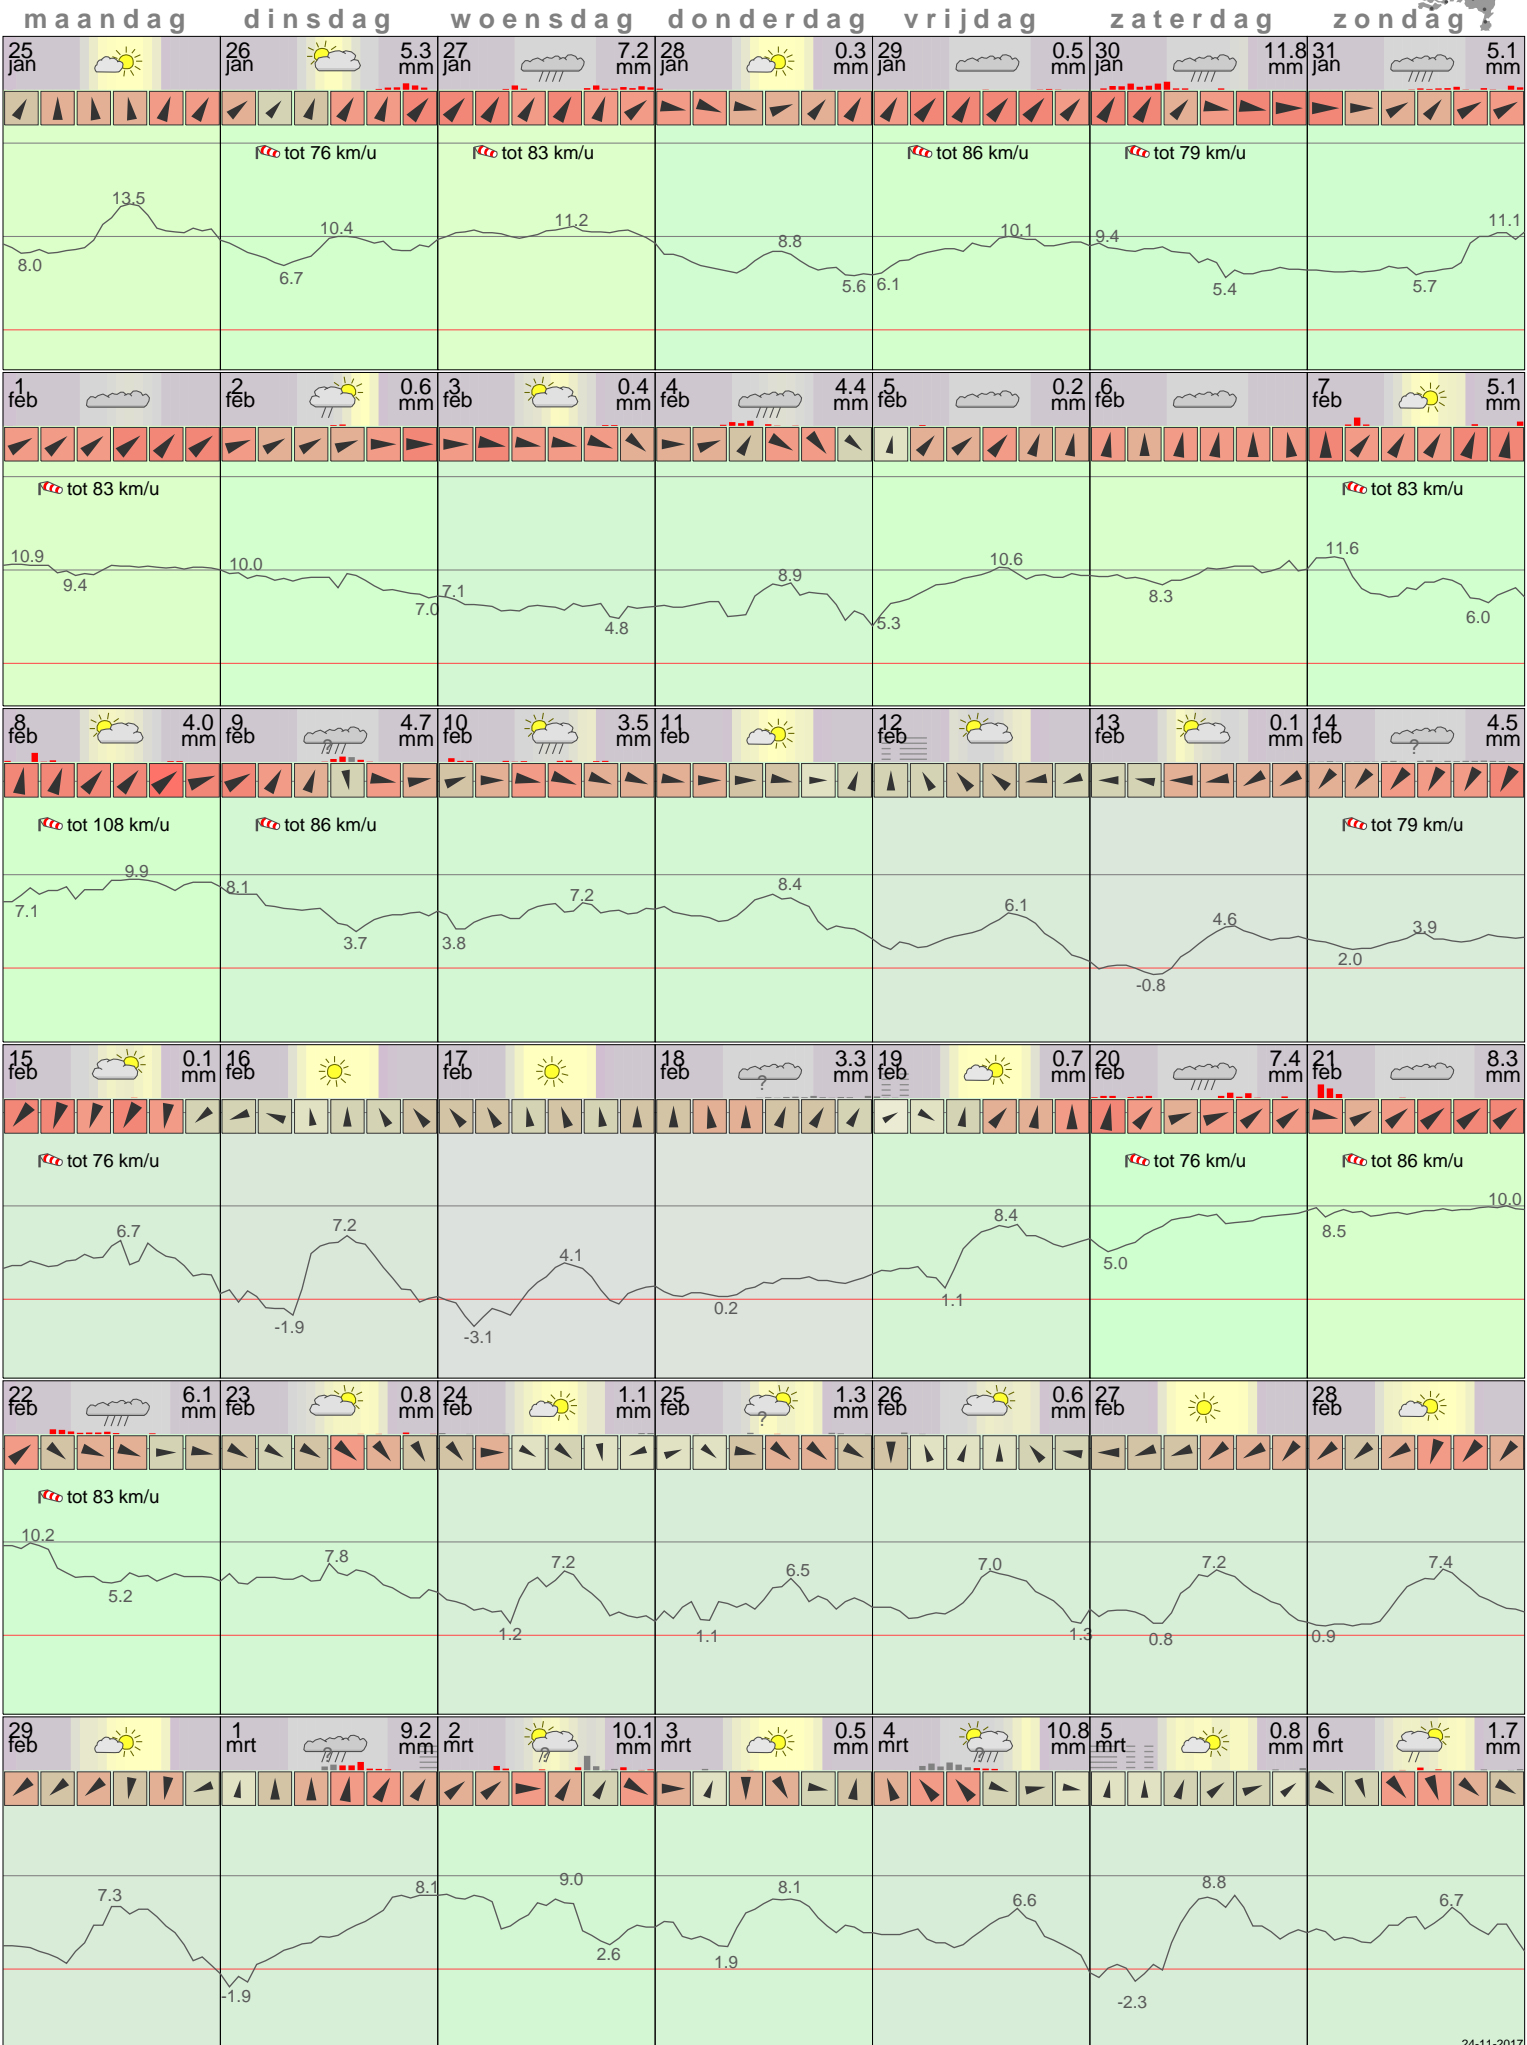 maandag dinsdag woensdag donderdag vrijdag zaterdag zondag ?
25 26 5.3 27 7.2 28 0.3 29 0.5 30 11.8 31 5.1
jan jan mm jan mm jan mm jan mm jan mm jan mm
tot 76 km/u tot 83 km/u tot 86 km/u tot 79 km/u
13.5 10.4 11.2 8.8 10.1 9.4 11.1
8.0 6.7 5.6 6.1 5.4 5.7
1 2 0.6 3 0.4 4 4.4 5 0.2 6 7 5.1
feb feb mm feb mm feb mm feb mm feb feb mm
tot 83 km/u tot 83 km/u
10.9 10.0 7.1 8.9 10.6 11.6
9.4 7.0 4.8 5.3 8.3 6.0
8 4.0 9 4.7 10 3.5 11 12 13 0.1 14 4.5
feb mm feb ? mm feb mm feb feb feb mm feb ? mm
tot 108 km/u tot 86 km/u tot 79 km/u
9.9 8.1 7.2 8.4 6.1 4.6 3.9
7.1 3.7 3.8 -0.8 2.0
15 0.1 16 17 18 3.3 19 0.7 20 7.4 21 8.3
feb mm feb feb feb ? mm feb mm feb mm feb mm
tot 76 km/u tot 76 km/u tot 86 km/u
6.7 7.2 4.1 8.4 10.0
-1.9 -3.1 0.2 1.1 5.0 8.5
22 6.1 23 0.8 24 1.1 25 1.3 26 0.6 27 28
feb mm feb mm feb mm feb ? mm feb mm feb feb
tot 83 km/u
10.2 7.8 7.2 6.5 7.0 7.2 7.4
5.2 1.2 1.1 1.3 0.8 0.9
29 1 9.2 2 10.1 3 0.5 4 10.8 5 0.8 6 1.7
feb mrt ? mm mrt ? mm mrt mm mrt ? mm mrt mm mrt mm
7.3 8.1 9.0 8.1 6.6 8.8 6.7
-1.9 2.6 1.9 -2.3
24-11-2017